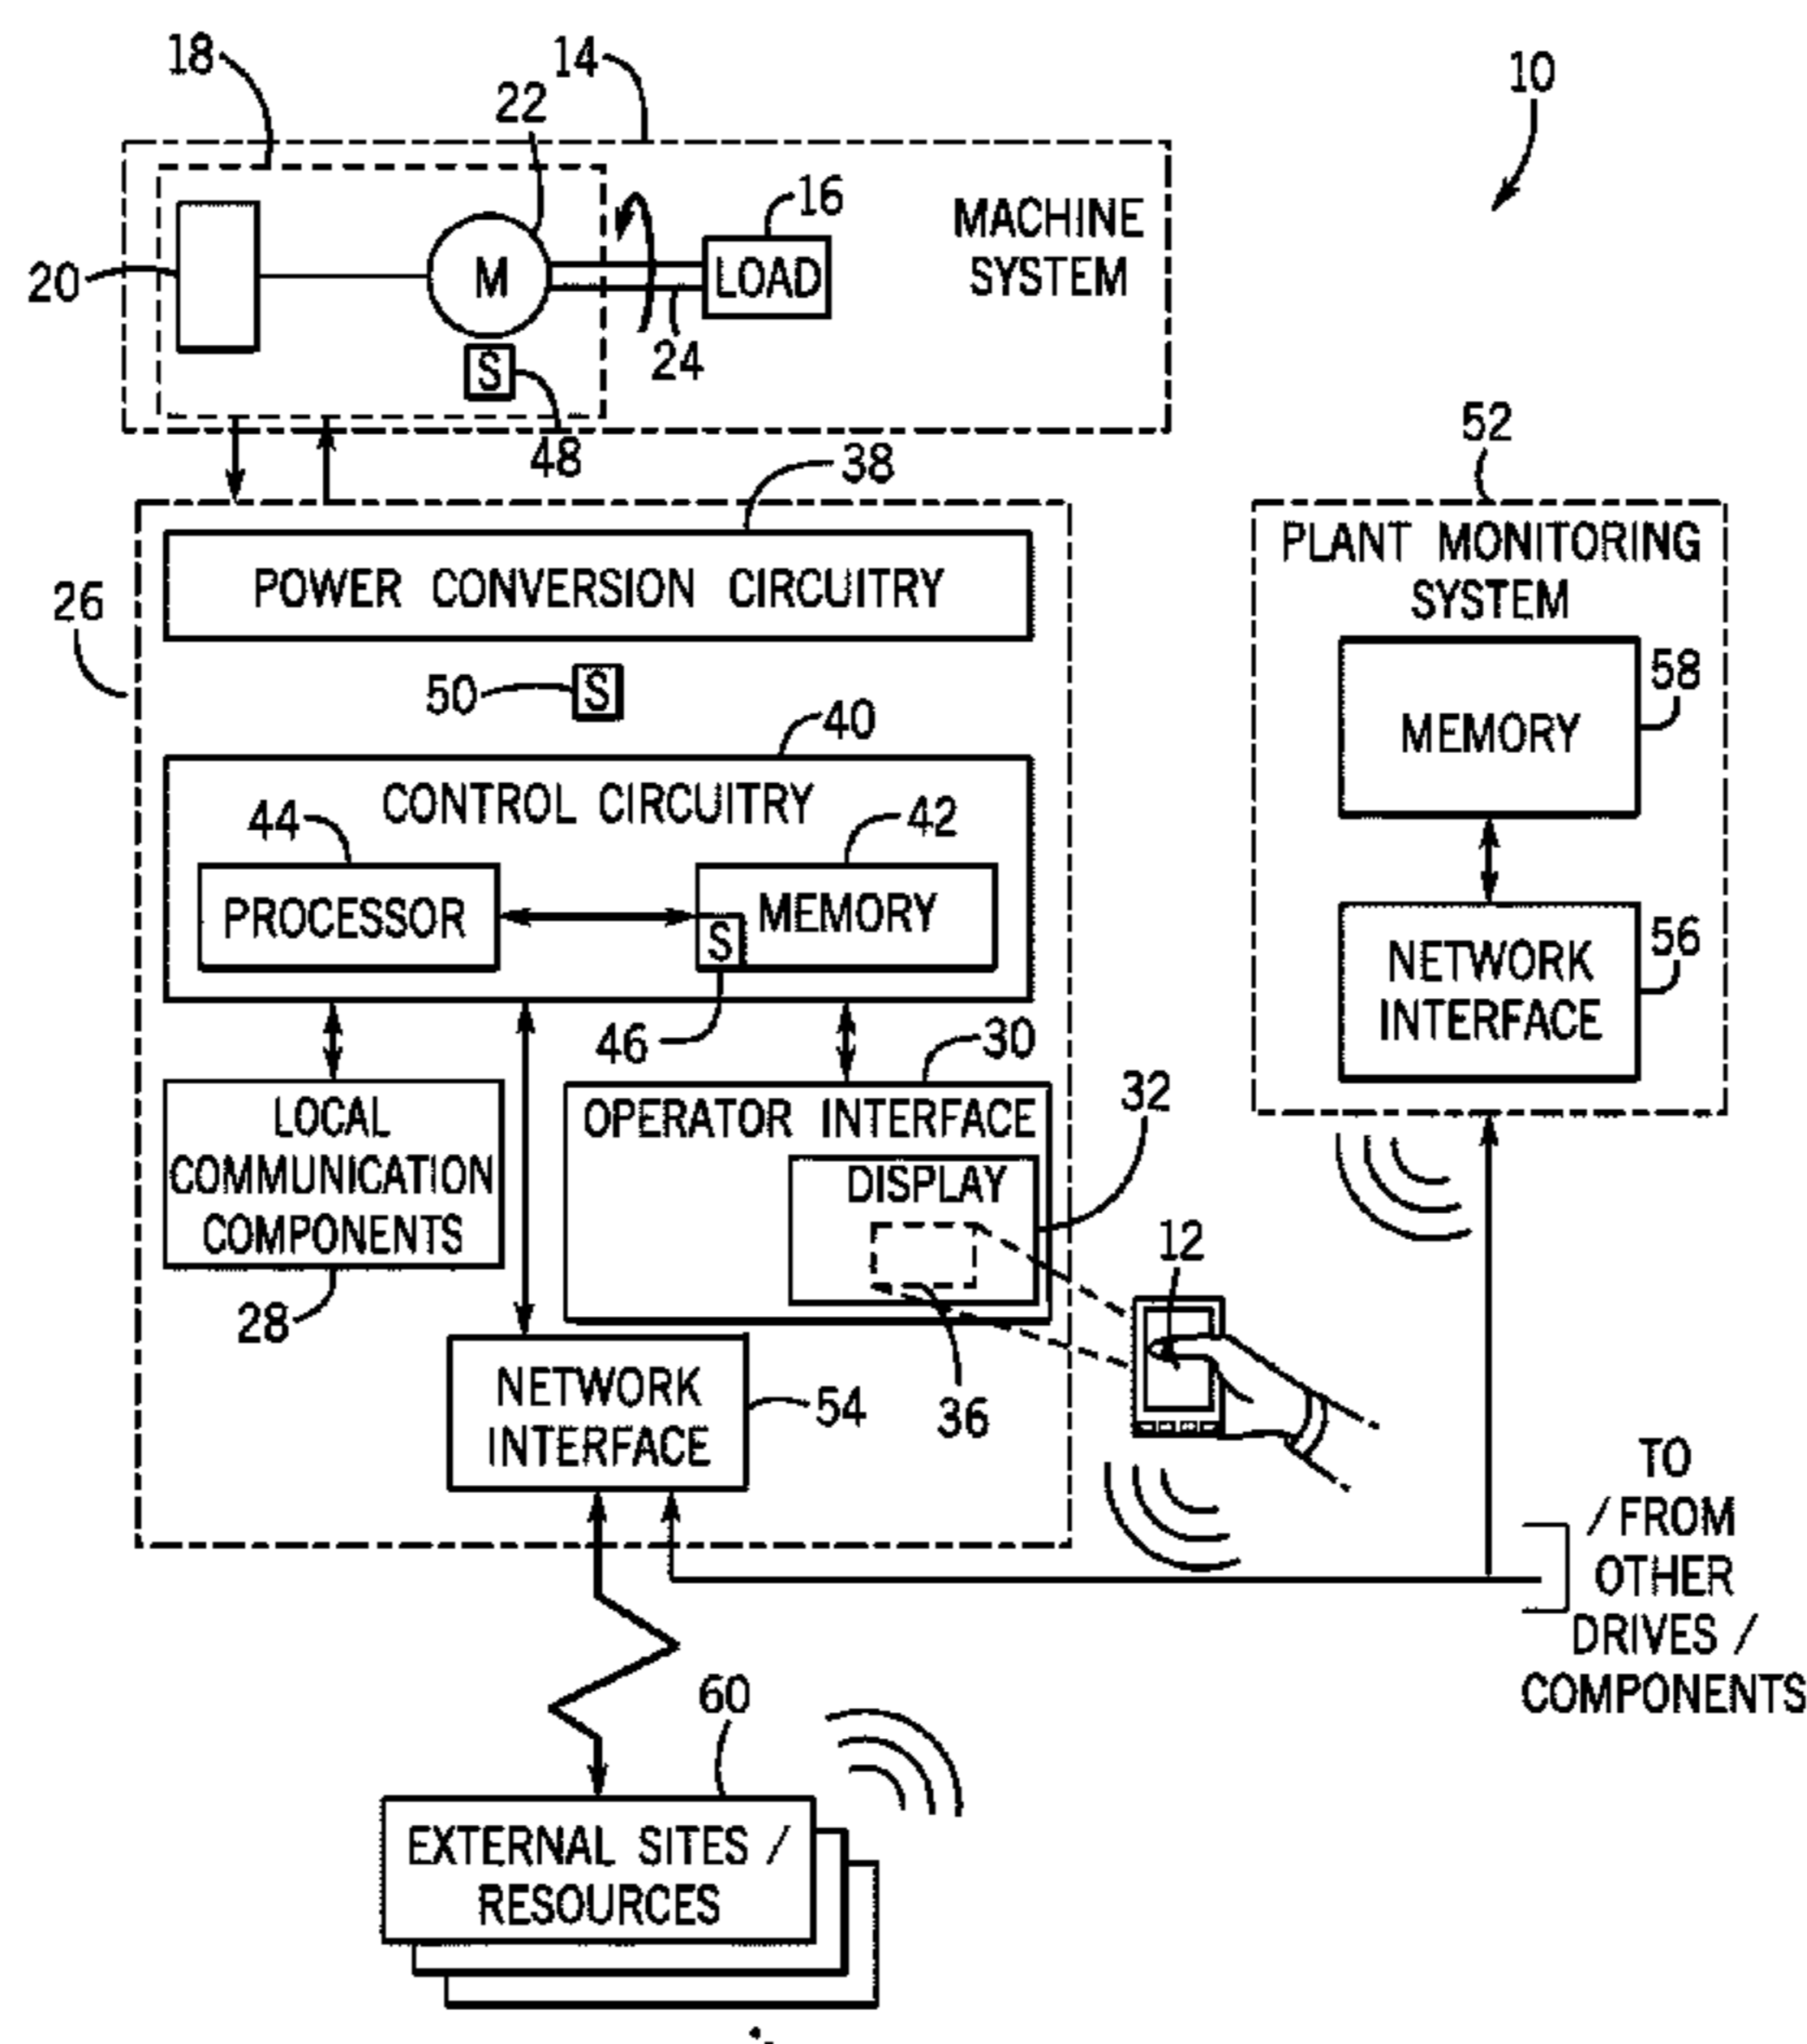 18
14
22
10
16
MACHINE
SYSTEM
20
M
LOAD
24
S
48
38
52
PLANT MONITORING
SYSTEM
26
POWER CONVERSION CIRCUITRY
50
S
58
MEMORY
40
CONTROL CIRCUITRY
44
42
PROCESSOR
MEMORY
S
56
NETWORK
INTERFACE
46
30
32
LOCAL
COMMUNICATION
COMPONENTS
OPERATOR INTERFACE
DISPLAY
12
28
36
NETWORK
INTERFACE
54
TO
/ FROM
OTHER
DRIVES /
COMPONENTS
60
EXTERNAL SITES /
RESOURCES